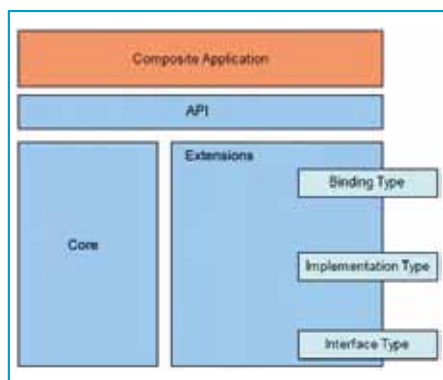 Composite Application
API
Extensions
Binding Type
Core
Implementation Type
Interface Type